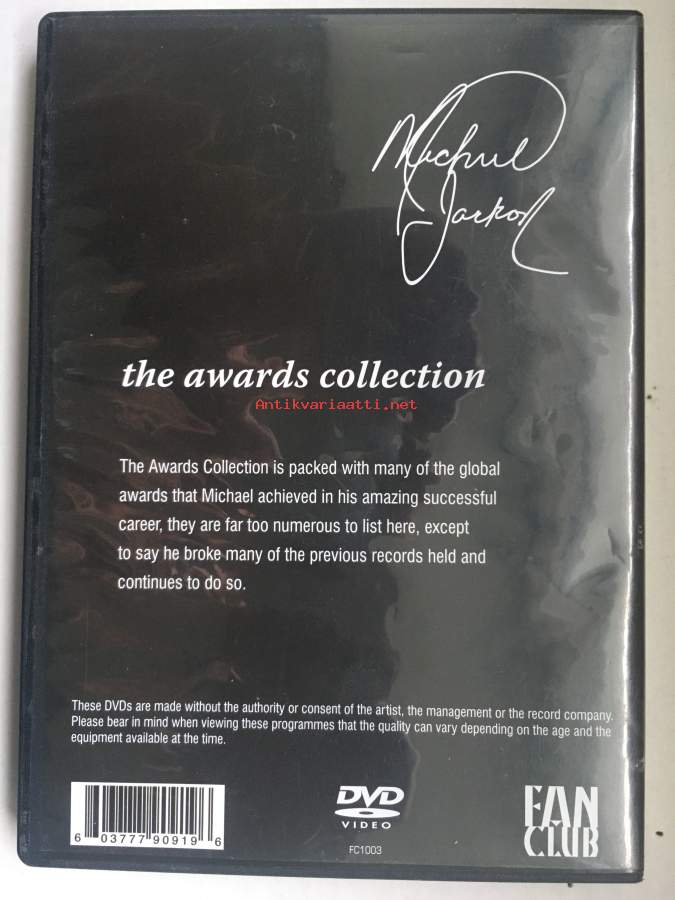 Michael
Jackson
the awards collection
Antikvariaatti.net
The Awards Collection is packed with many of the global
awards that Michael achieved in his amazing successful
career, they are far too numerous to list here, except
to say he broke many of the previous records held and
continues to do so.
These DVDs are made without the authority or consent of the artist, the management or the record company.
Please bear in mind when viewing these programmes that the quality can vary depending on the age and the
equipment available at the time.
6 03777 90919 6
DVD
VIDEO
FC1003
FAN
CLUB